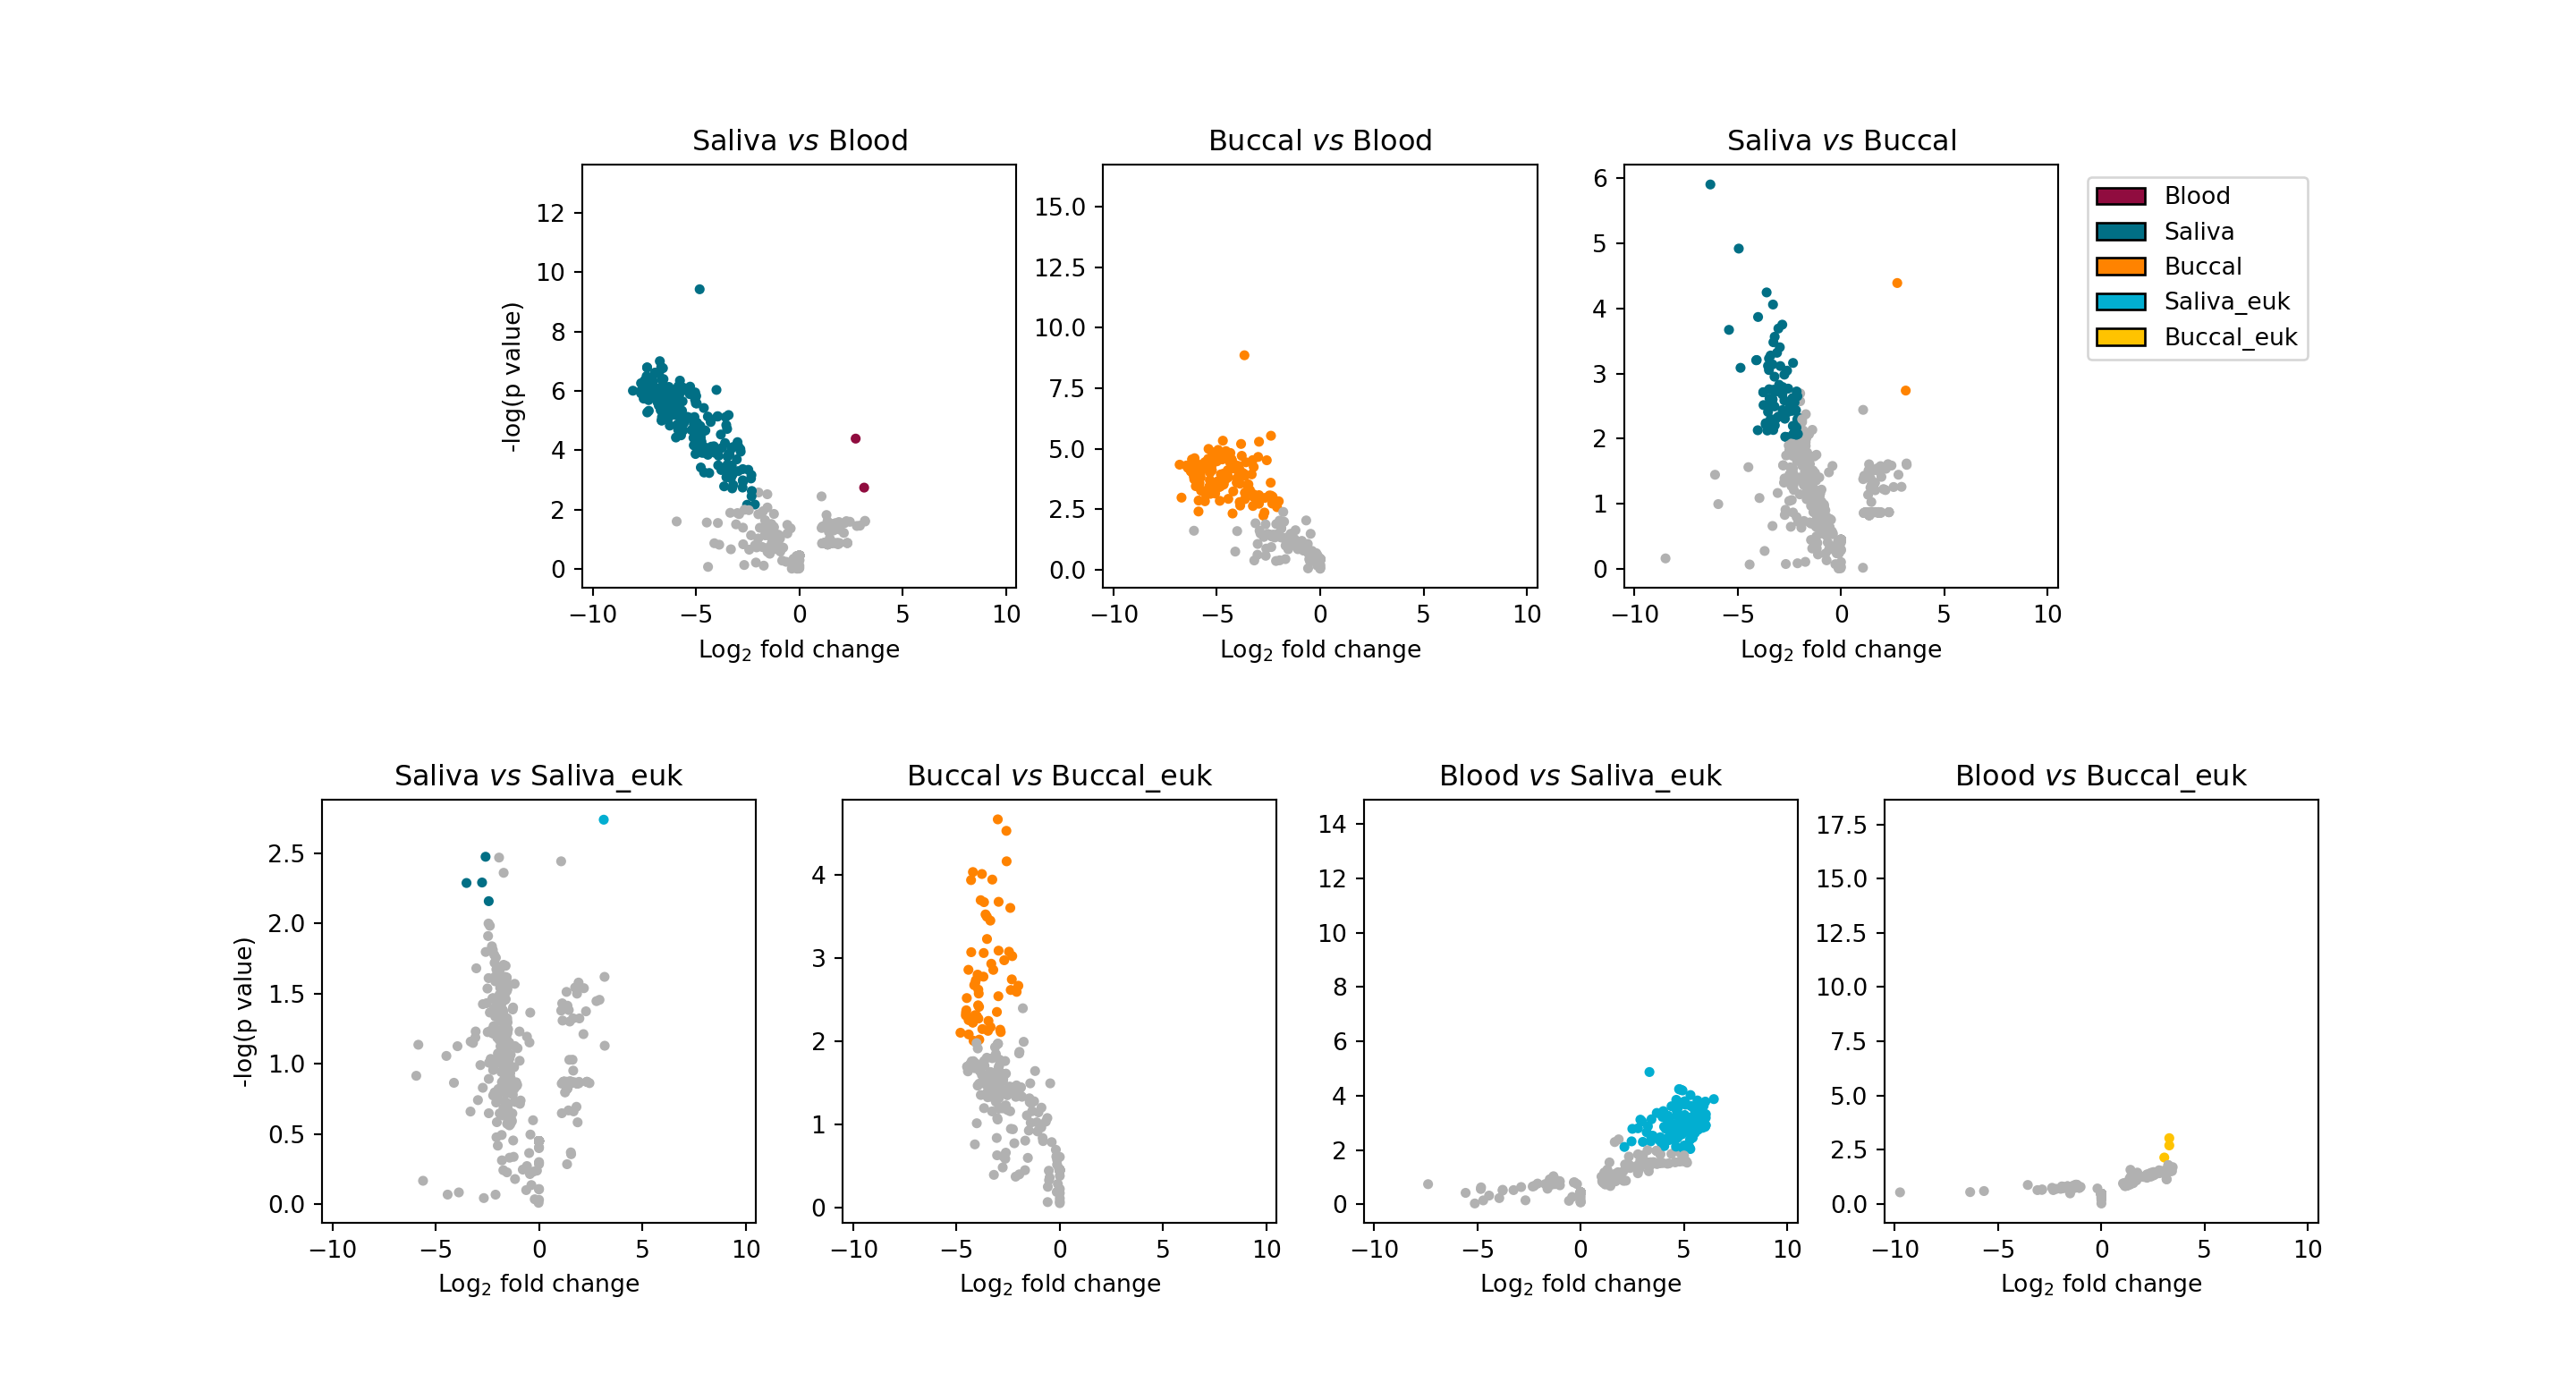 Saliva vs Blood
Buccal vs Blood
Saliva vs Buccal
-log(p value)
12
10
8
6
4
2
0
−10 −5 0 5 10
Log₂ fold change
15.0
12.5
10.0
7.5
5.0
2.5
0.0
−10 −5 0 5 10
Log₂ fold change
6
5
4
3
2
1
0
−10 −5 0 5 10
Log₂ fold change
Blood
Saliva
Buccal
Saliva_euk
Buccal_euk
Saliva vs Saliva_euk
Buccal vs Buccal_euk
Blood vs Saliva_euk
Blood vs Buccal_euk
-log(p value)
2.5
2.0
1.5
1.0
0.5
0.0
−10 −5 0 5 10
Log₂ fold change
4
3
2
1
0
−10 −5 0 5 10
Log₂ fold change
14
12
10
8
6
4
2
0
−10 −5 0 5 10
Log₂ fold change
17.5
15.0
12.5
10.0
7.5
5.0
2.5
0.0
−10 −5 0 5 10
Log₂ fold change